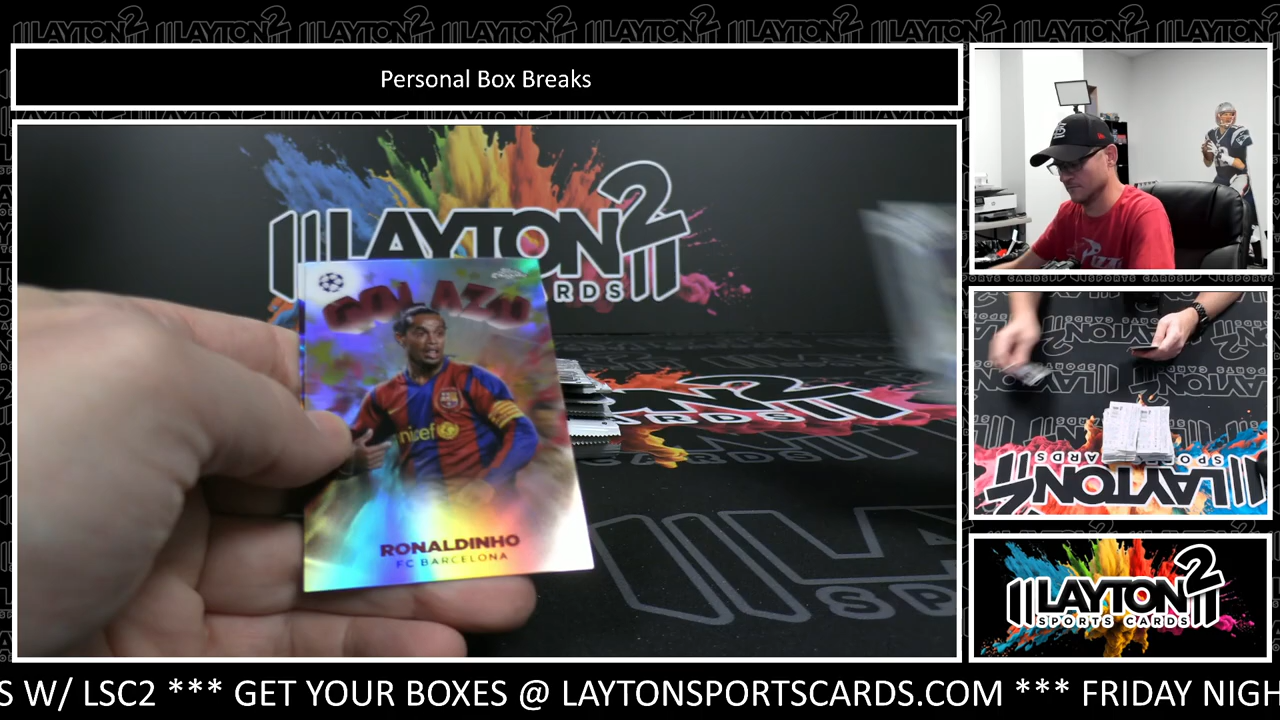 Personal Box Breaks
LAYTON 2
CARDS
GOLAZO
unicef
RONALDINHO
FC BARCELONA
LAYTON 2
SPORTS CARDS
S W/ LSC2 *** GET YOUR BOXES @ LAYTONSPORTSCARDS.COM *** FRIDAY NIGH